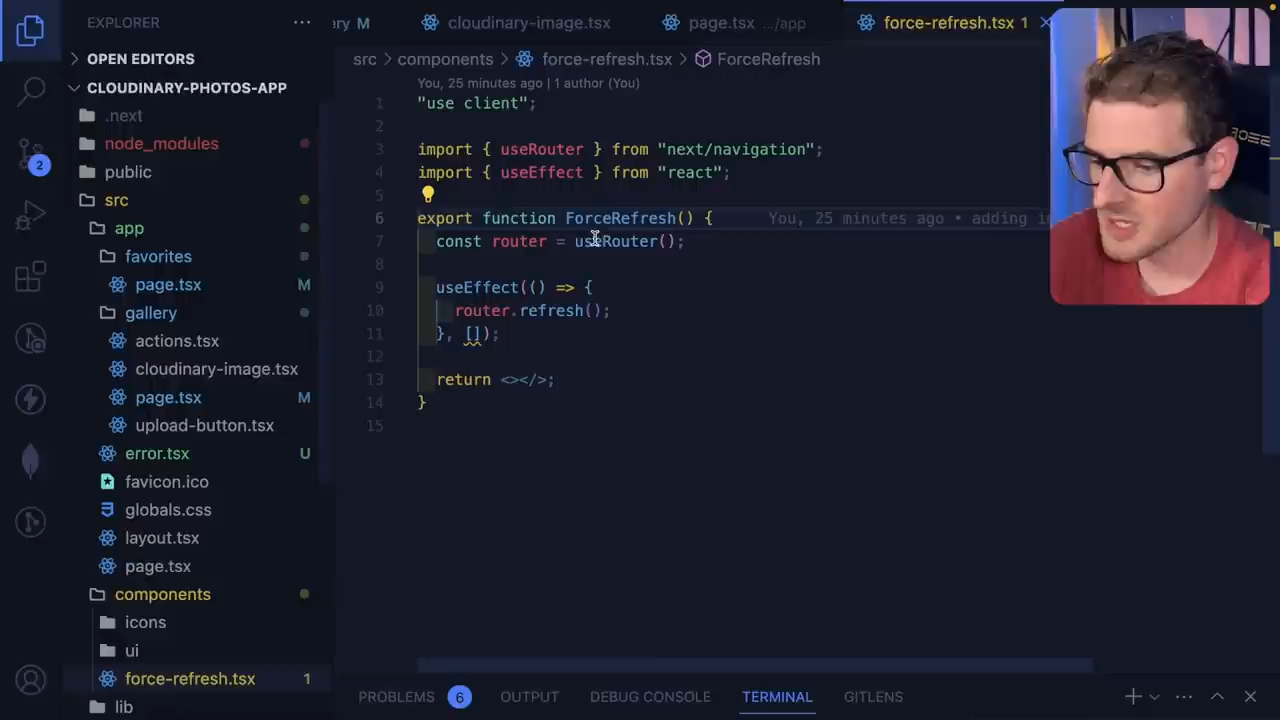 EXPLORER
ery M
cloudinary-image.tsx
page.tsx .../app
force-refresh.tsx 1
OPEN EDITORS
CLOUDINARY-PHOTOS-APP
.next
node_modules
public
src
app
favorites
page.tsx M
gallery
actions.tsx
cloudinary-image.tsx
page.tsx M
upload-button.tsx
error.tsx U
favicon.ico
globals.css
layout.tsx
page.tsx
components
icons
ui
force-refresh.tsx 1
lib
2
src > components > force-refresh.tsx > ForceRefresh
You, 25 minutes ago | 1 author (You)
1 "use client";
2
3 import { useRouter } from "next/navigation";
4 import { useEffect } from "react";
5
6 export function ForceRefresh() { You, 25 minutes ago • adding
7 const router = useRouter();
8
9 useEffect(() => {
10 router.refresh();
11 }, []);
12
13 return <></>;
14 }
15
PROBLEMS 6 OUTPUT DEBUG CONSOLE TERMINAL GITLENS